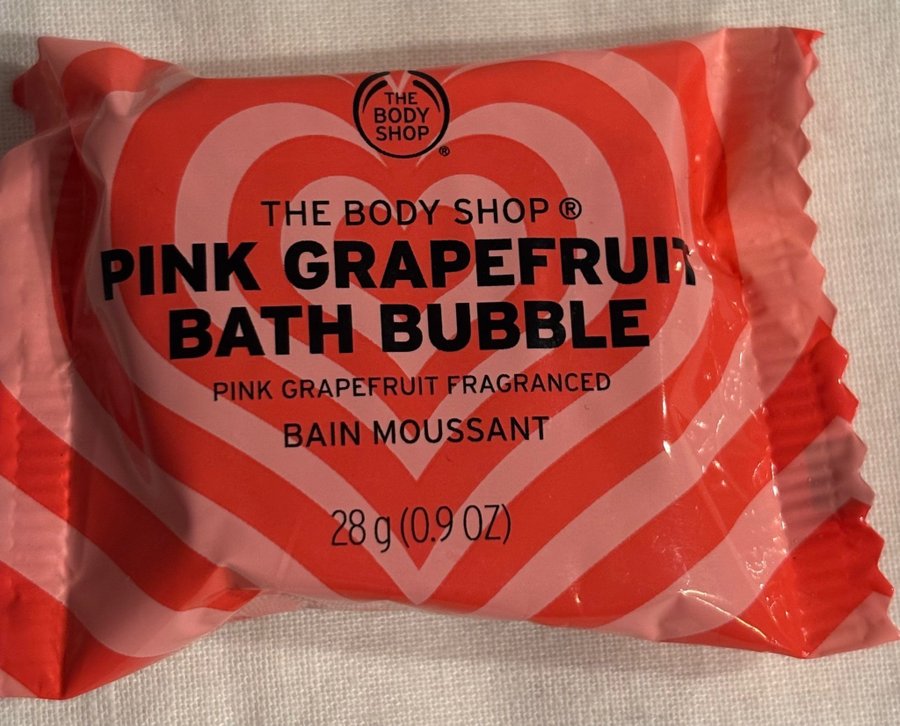 THE
BODY
SHOP
®
THE BODY SHOP ®
PINK GRAPEFRUIT
BATH BUBBLE
PINK GRAPEFRUIT FRAGRANCED
BAIN MOUSSANT
28 g (0.9 OZ)